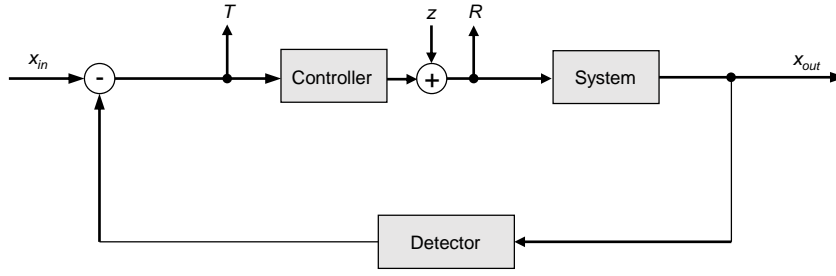 T
z
R
x_in
-
Controller
+
System
x_out
Detector